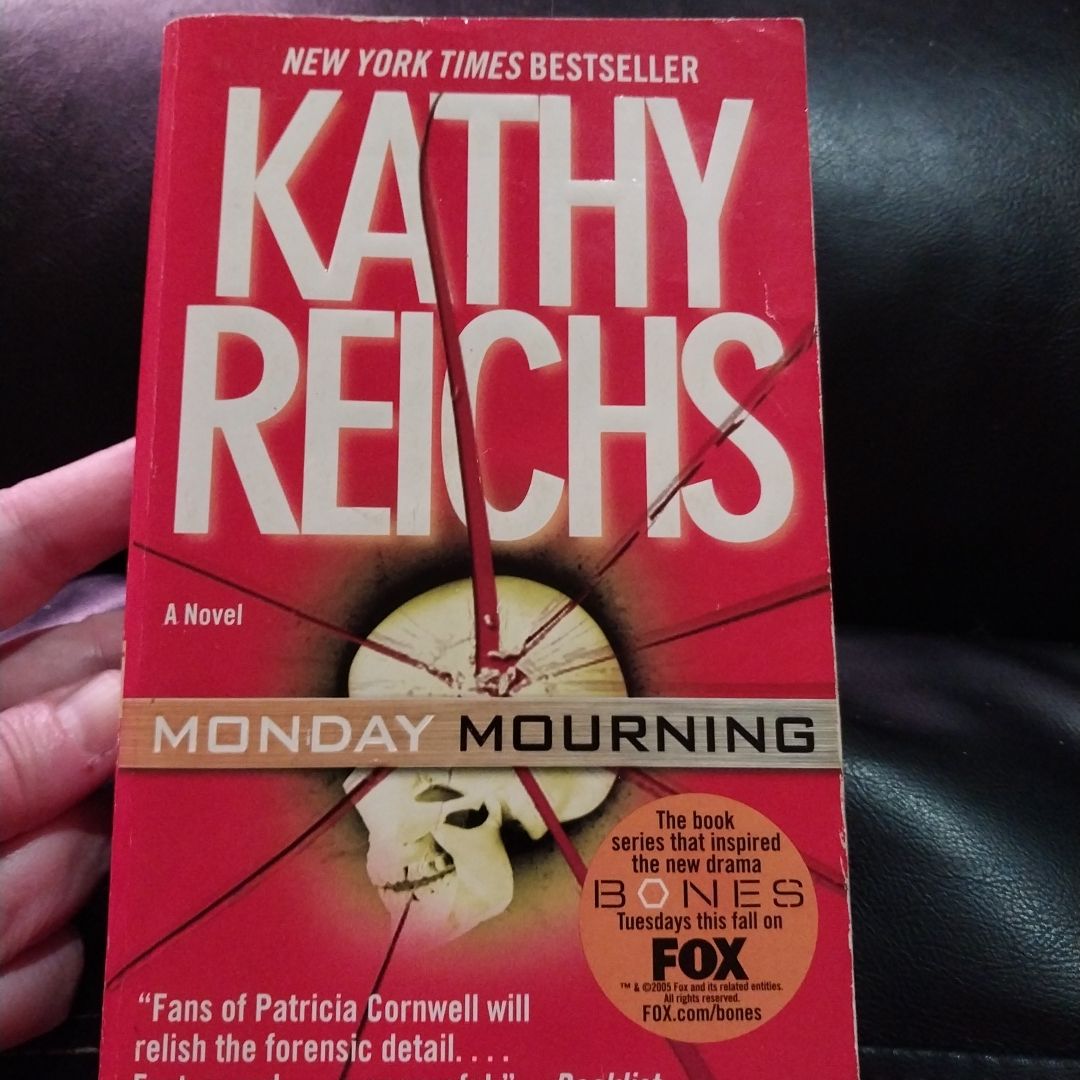 NEW YORK TIMES BESTSELLER
KATHY
REICHS
A Novel
MONDAY MOURNING
The book
series that inspired
the new drama
BONES
Tuesdays this fall on
FOX
™ & ©2005 Fox and its related entities.
All rights reserved.
FOX.com/bones
“Fans of Patricia Cornwell will
relish the forensic detail. . . .
Booklist